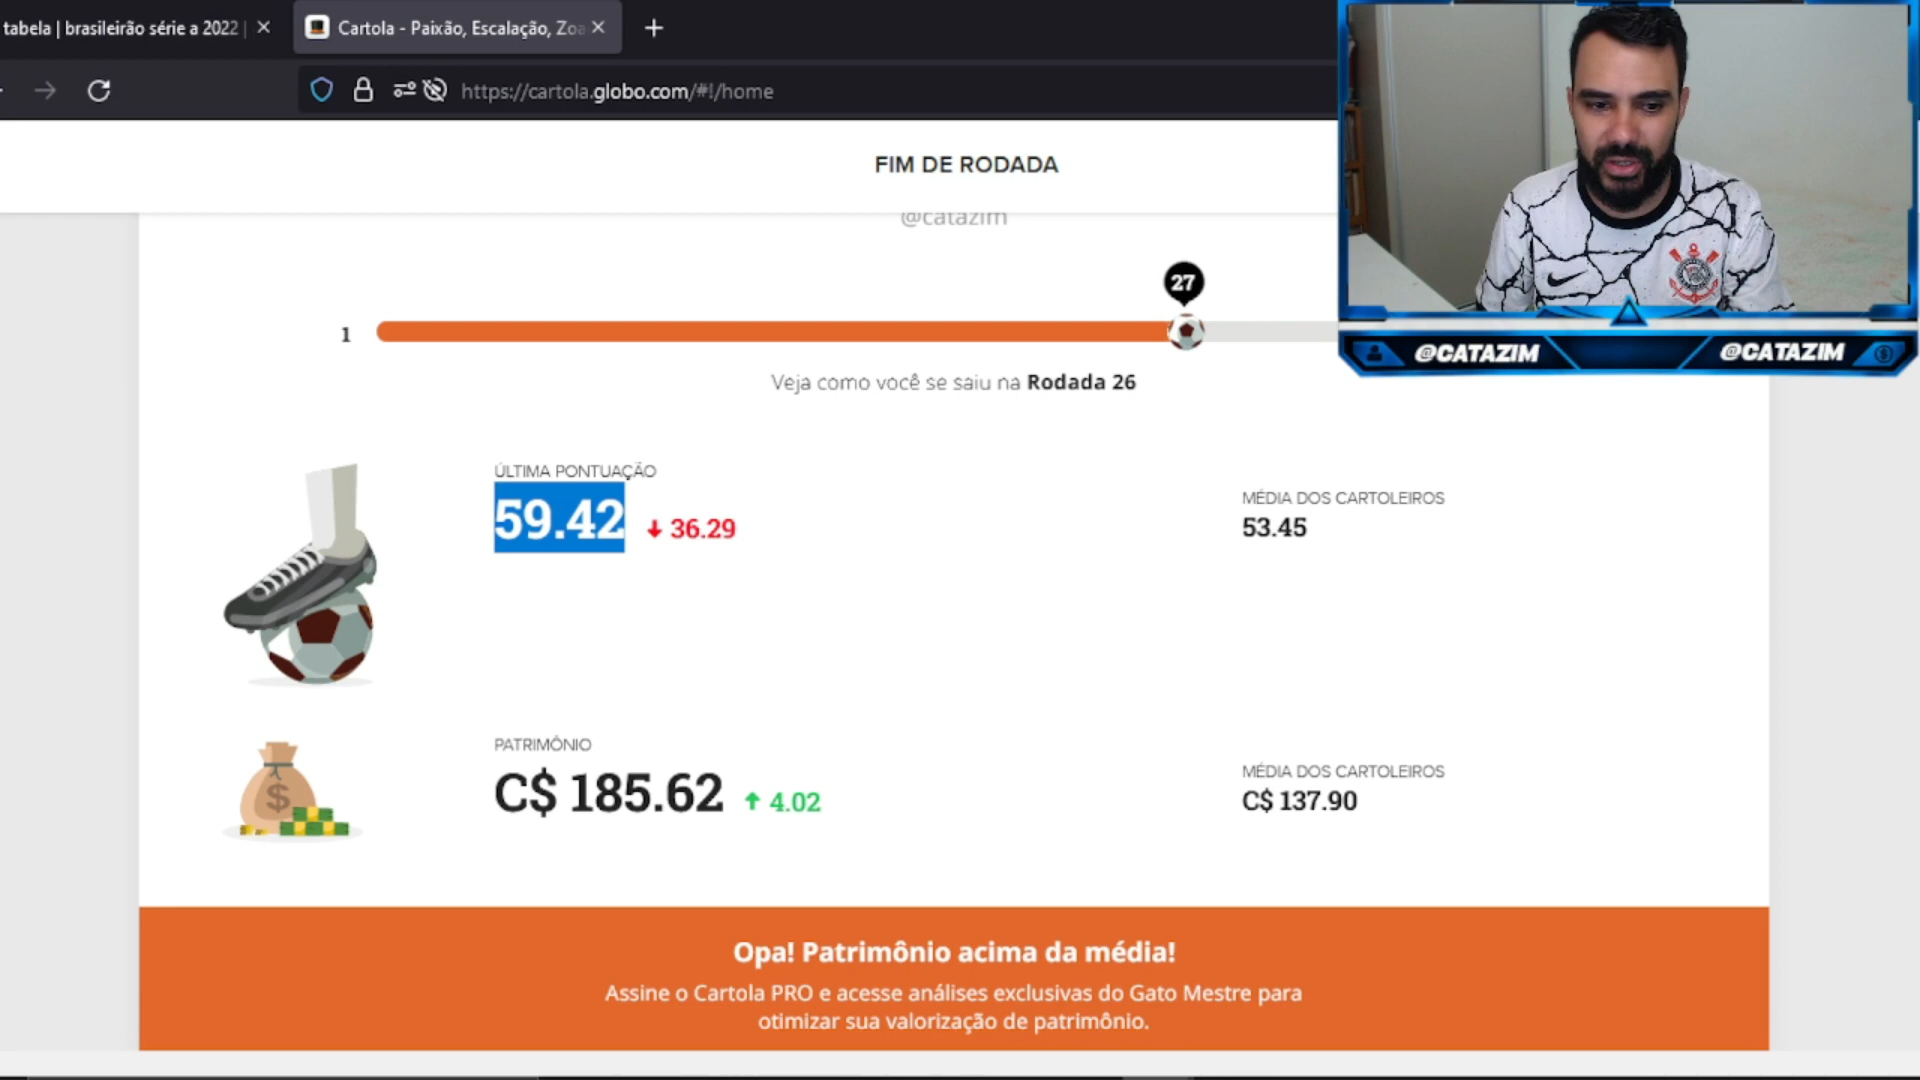 tabela | brasileirão série a 2022 |
Cartola - Paixão, Escalação, Zoa
https://cartola.globo.com/#!/home
FIM DE RODADA
@catazim
27
1
Veja como você se saiu na Rodada 26
ÚLTIMA PONTUAÇÃO
59.42 36.29
MÉDIA DOS CARTOLEIROS
53.45
PATRIMÔNIO
C$ 185.62 4.02
MÉDIA DOS CARTOLEIROS
C$ 137.90
Opa! Patrimônio acima da média!
Assine o Cartola PRO e acesse análises exclusivas do Gato Mestre para
otimizar sua valorização de patrimônio.
@CATAZIM
@CATAZIM